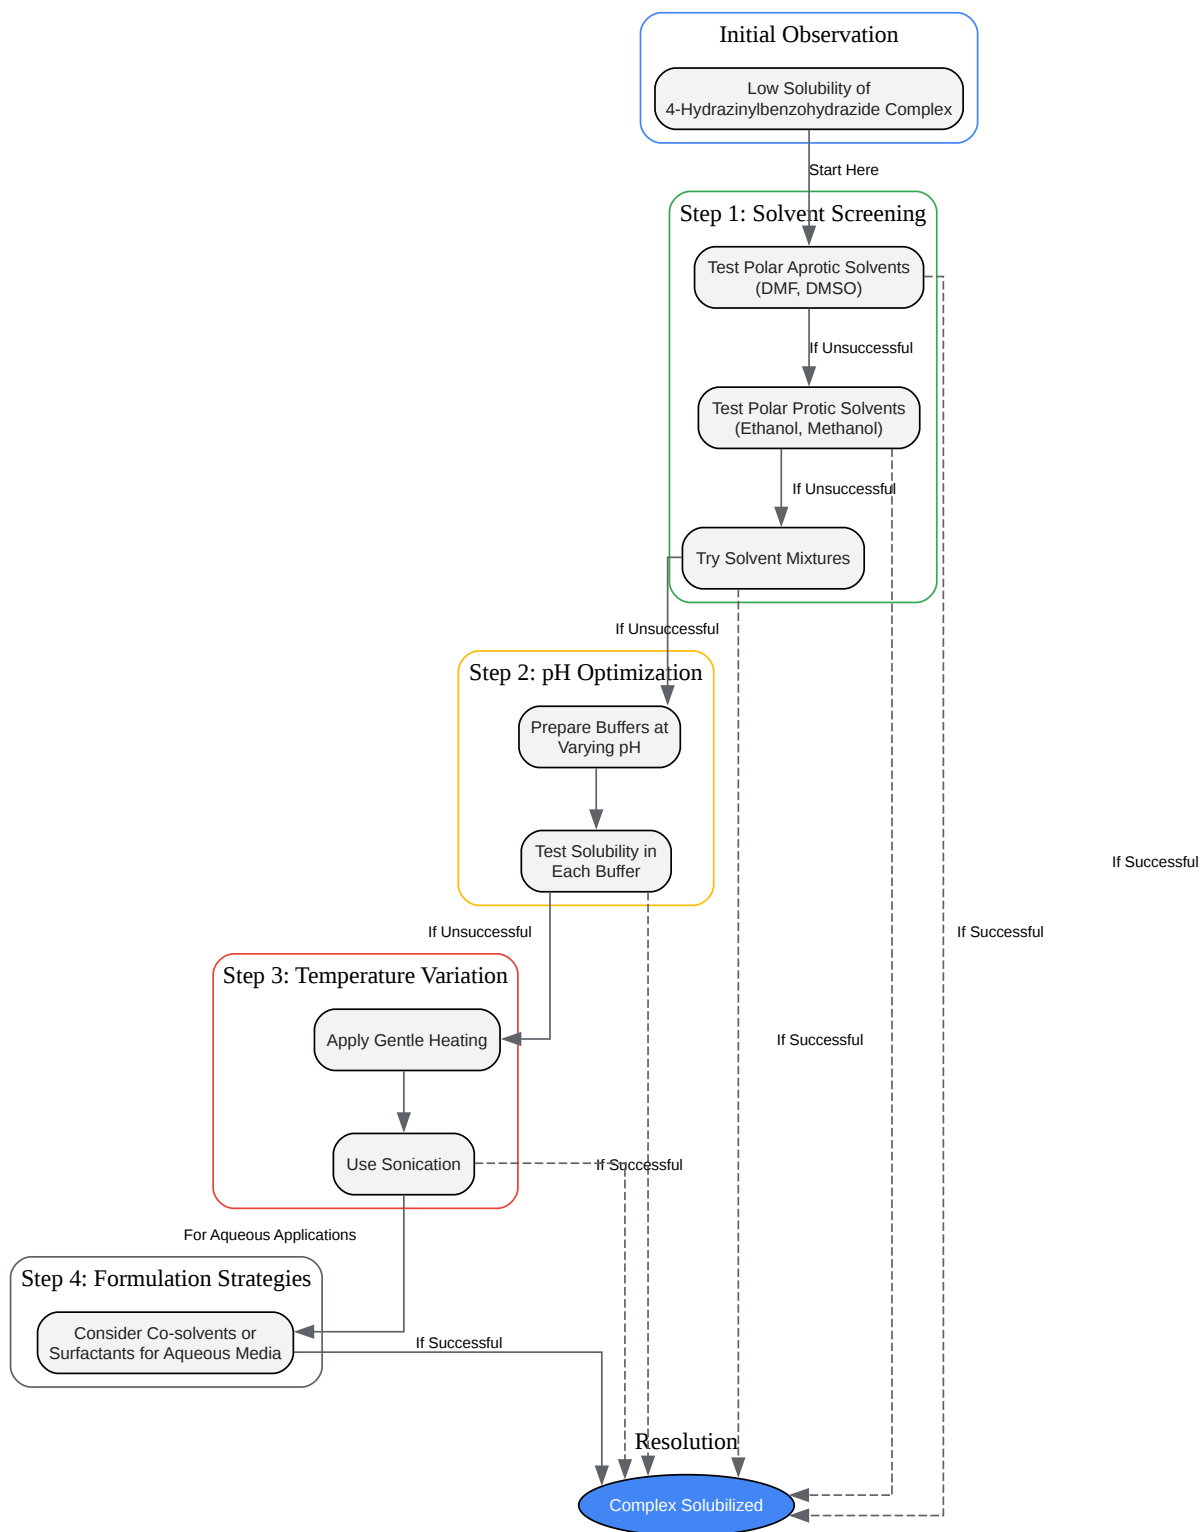 Initial Observation
Low Solubility of
4-Hydrazinylbenzohydrazide Complex
Start Here
Step 1: Solvent Screening
Test Polar Aprotic Solvents
(DMF, DMSO)
If Unsuccessful
Test Polar Protic Solvents
(Ethanol, Methanol)
If Unsuccessful
Try Solvent Mixtures
If Unsuccessful
Step 2: pH Optimization
Prepare Buffers at
Varying pH
Test Solubility in
Each Buffer
If Successful
If Unsuccessful
If Successful
Step 3: Temperature Variation
Apply Gentle Heating
If Successful
Use Sonication
If Successful
For Aqueous Applications
Step 4: Formulation Strategies
Consider Co-solvents or
Surfactants for Aqueous Media
If Successful
Resolution
Complex Solubilized